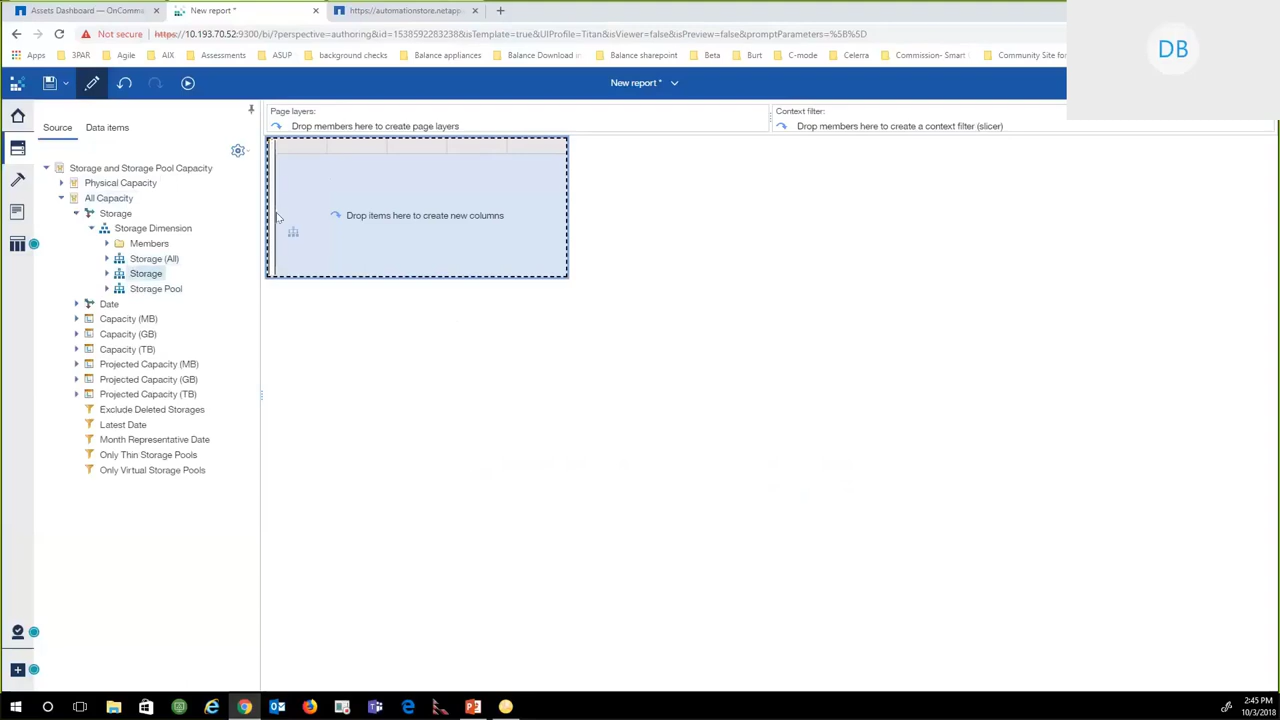 Assets Dashboard — OnComma
New report *
https://automationstore.netapp
Not secure
https://10.193.70.52:9300/bi/?perspective=authoring&id=1538592283238&isTemplate=true&UIProfile=Titan&isViewer=false&isPreview=false&promptParameters=%5B%5D
Apps
3PAR
Agile
AIX
Assessments
ASUP
background checks
Balance appliances
Balance Download in
Balance sharepoint
Beta
Burt
C-mode
Celerra
Commission- Smart
Community Site for
DB
New report *
Source
Data items
Page layers:
Drop members here to create page layers
Context filter:
Drop members here to create a context filter (slicer)
Storage and Storage Pool Capacity
Physical Capacity
All Capacity
Storage
Storage Dimension
Members
Storage (All)
Storage
Storage Pool
Date
Capacity (MB)
Capacity (GB)
Capacity (TB)
Projected Capacity (MB)
Projected Capacity (GB)
Projected Capacity (TB)
Exclude Deleted Storages
Latest Date
Month Representative Date
Only Thin Storage Pools
Only Virtual Storage Pools
Drop items here to create new columns
2:45 PM
10/3/2018